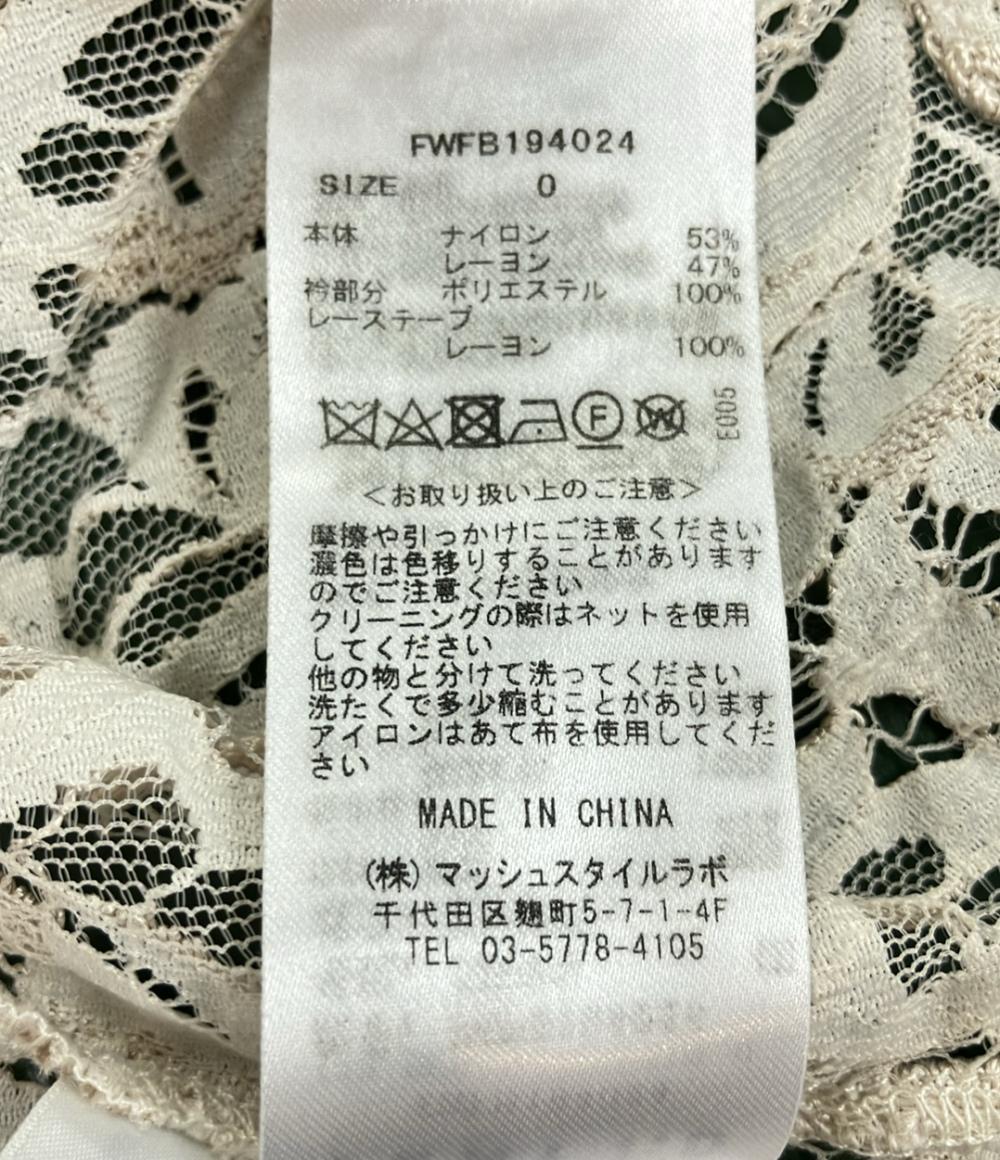 FWFB194024
SIZE 0
本体 ナイロン 53%
レーヨン 47%
衿部分 ポリエステル 100%
レーステープ
レーヨン 100%
F W E005
<お取り扱い上のご注意>
摩擦や引っかけにご注意ください
濃色は色移りすることがあります
のでご注意ください
クリーニングの際はネットを使用
してください
他の物と分けて洗ってください
洗たくで多少縮むことがあります
アイロンはあて布を使用してくだ
さい
MADE IN CHINA
(株)マッシュスタイルラボ
千代田区麹町5-7-1-4F
TEL 03-5778-4105